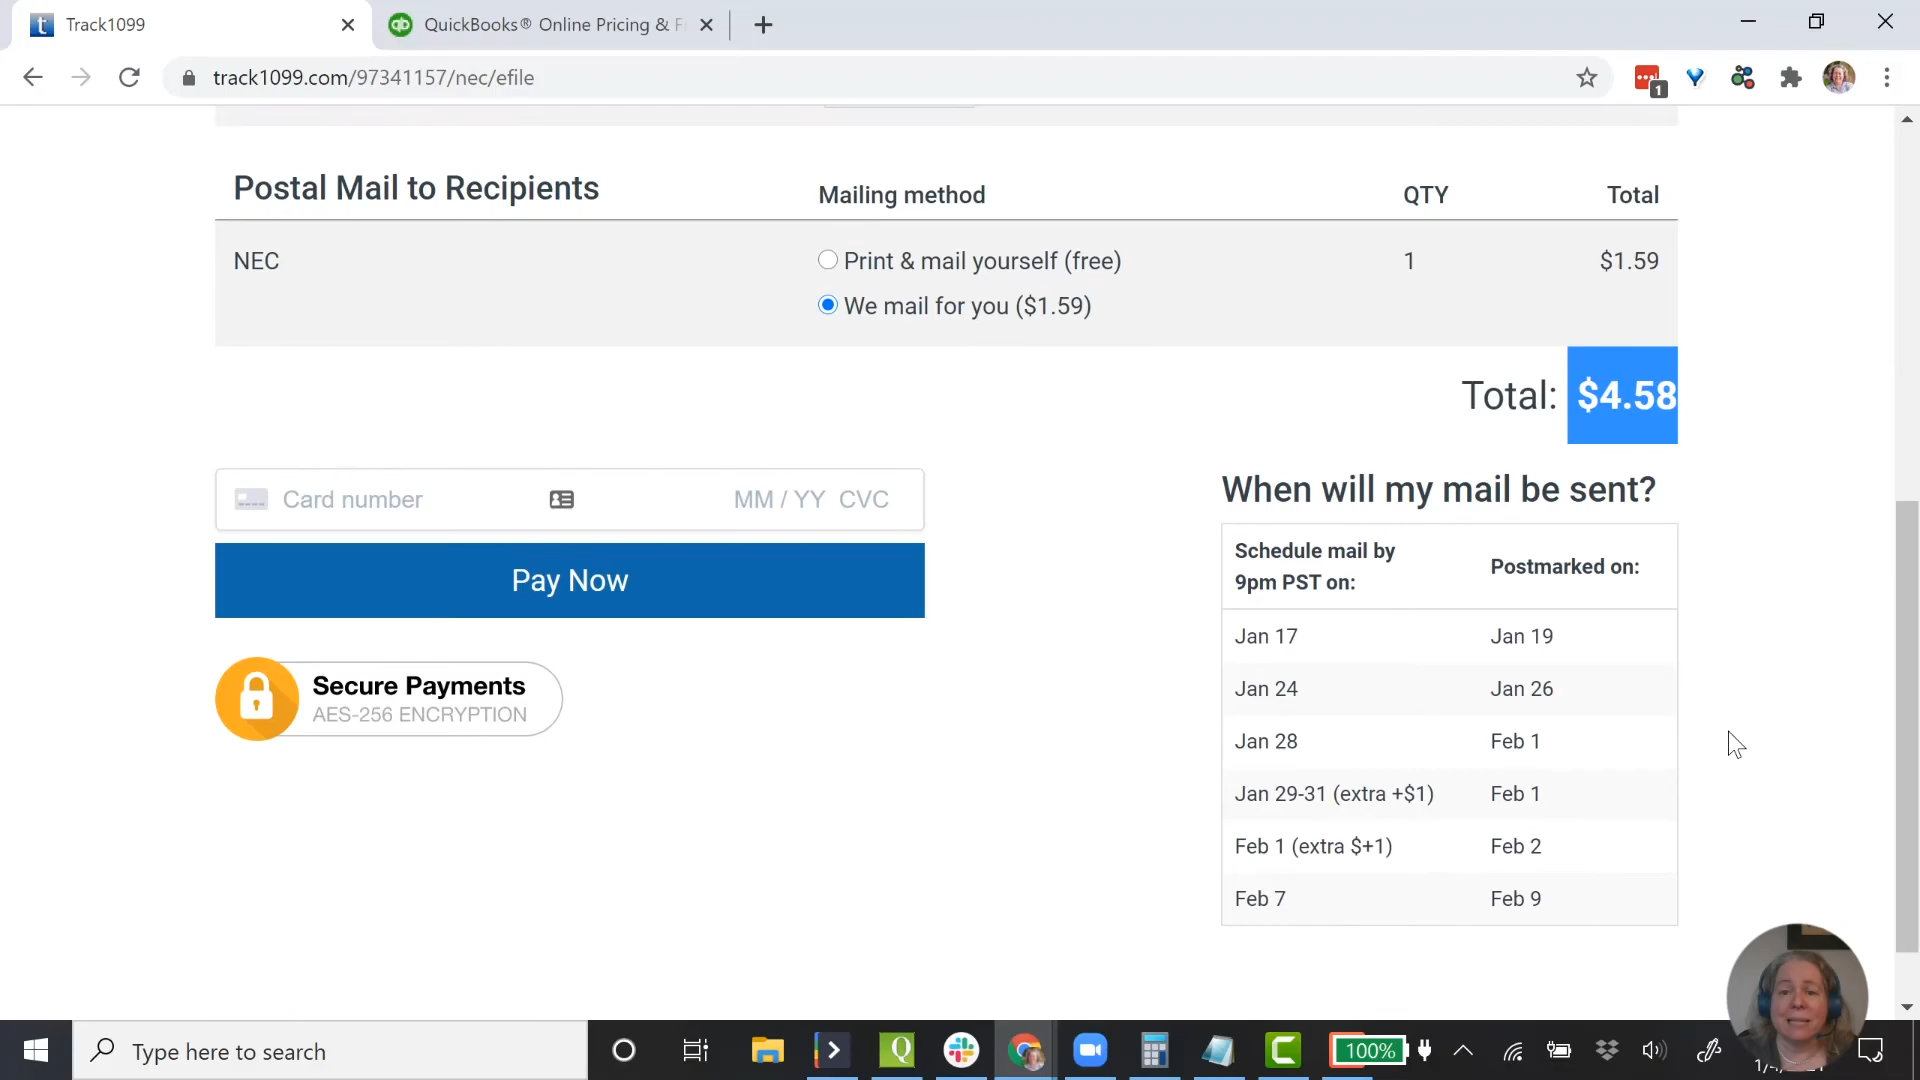 Track1099
QuickBooks® Online Pricing & F
track1099.com/97341157/nec/efile
1
Postal Mail to Recipients
Mailing method
QTY
Total
NEC
Print & mail yourself (free)
1
$1.59
We mail for you ($1.59)
Total: $4.58
Card number
MM / YY CVC
Pay Now
Secure Payments
AES-256 ENCRYPTION
When will my mail be sent?
Schedule mail by
9pm PST on:
Postmarked on:
Jan 17 Jan 19
Jan 24 Jan 26
Jan 28 Feb 1
Jan 29-31 (extra +$1) Feb 1
Feb 1 (extra $+1) Feb 2
Feb 7 Feb 9
Type here to search
100%